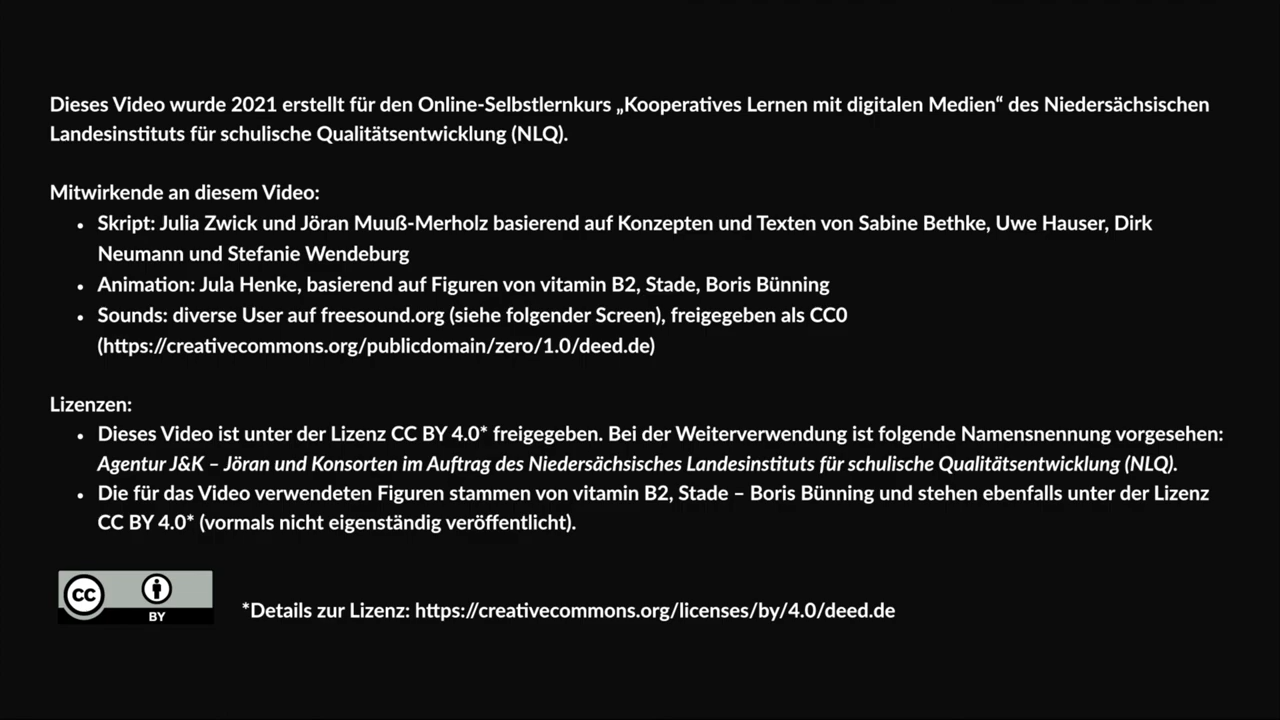 Dieses Video wurde 2021 erstellt für den Online-Selbstlernkurs „Kooperatives Lernen mit digitalen Medien“ des Niedersächsischen
Landesinstituts für schulische Qualitätsentwicklung (NLQ).
Mitwirkende an diesem Video:
• Skript: Julia Zwick und Jöran Muuß-Merholz basierend auf Konzepten und Texten von Sabine Bethke, Uwe Hauser, Dirk
Neumann und Stefanie Wendeburg
• Animation: Jula Henke, basierend auf Figuren von vitamin B2, Stade, Boris Bünning
• Sounds: diverse User auf freesound.org (siehe folgender Screen), freigegeben als CC0
(https://creativecommons.org/publicdomain/zero/1.0/deed.de)
Lizenzen:
• Dieses Video ist unter der Lizenz CC BY 4.0* freigegeben. Bei der Weiterverwendung ist folgende Namensnennung vorgesehen:
Agentur J&K – Jöran und Konsorten im Auftrag des Niedersächsisches Landesinstituts für schulische Qualitätsentwicklung (NLQ).
• Die für das Video verwendeten Figuren stammen von vitamin B2, Stade – Boris Bünning und stehen ebenfalls unter der Lizenz
CC BY 4.0* (vormals nicht eigenständig veröffentlicht).
CC
BY
*Details zur Lizenz: https://creativecommons.org/licenses/by/4.0/deed.de